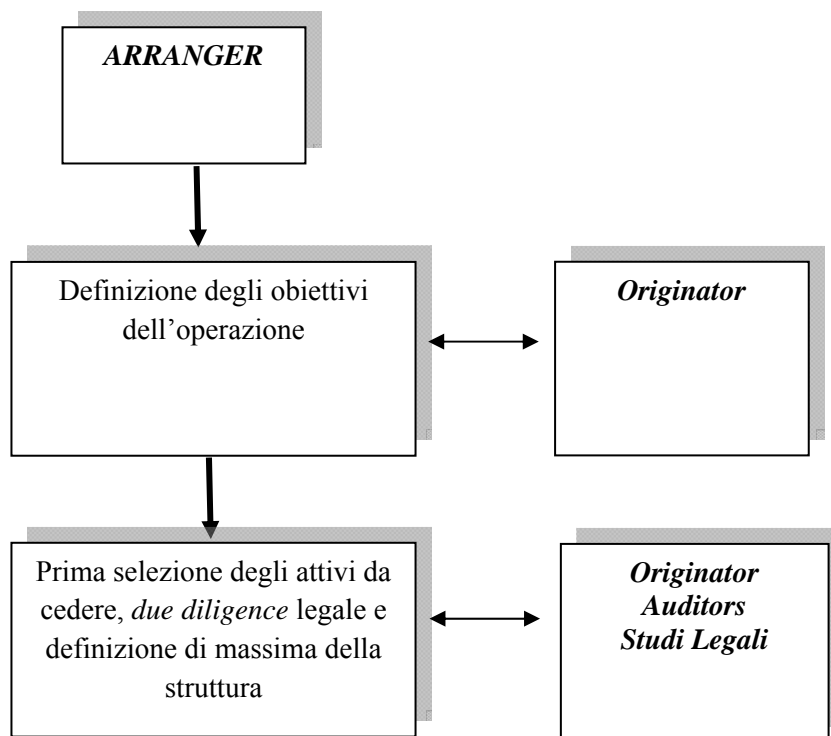 ARRANGER
Definizione degli obiettivi
dell’operazione
Originator
Prima selezione degli attivi da
cedere, due diligence legale e
definizione di massima della
struttura
Originator
Auditors
Studi Legali